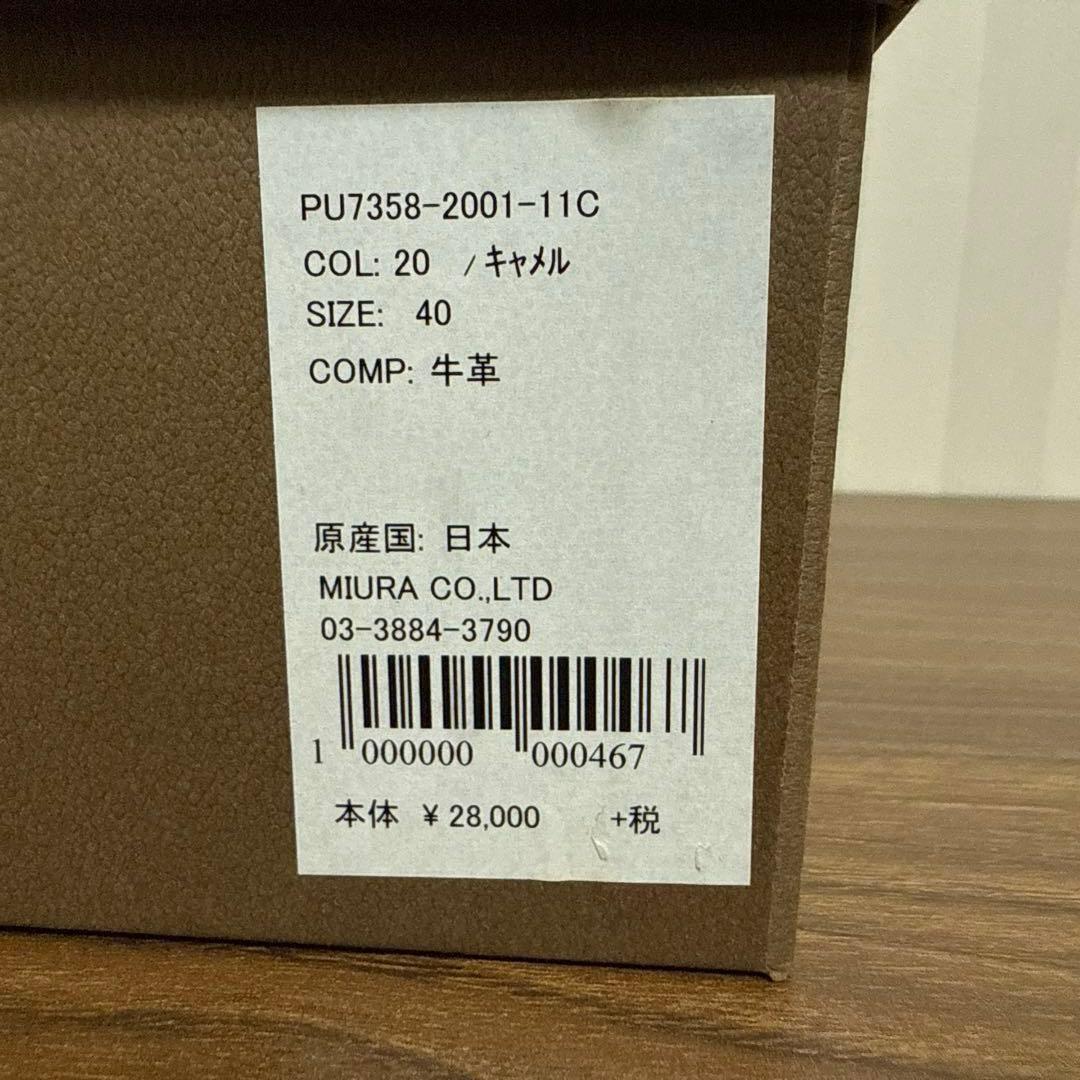 PU7358-2001-11C
COL: 20 / ｷｬﾒﾙ
SIZE: 40
COMP: 牛革
原産国: 日本
MIURA CO.,LTD
03-3884-3790
1 000000 000467
本体 ¥28,000 +税